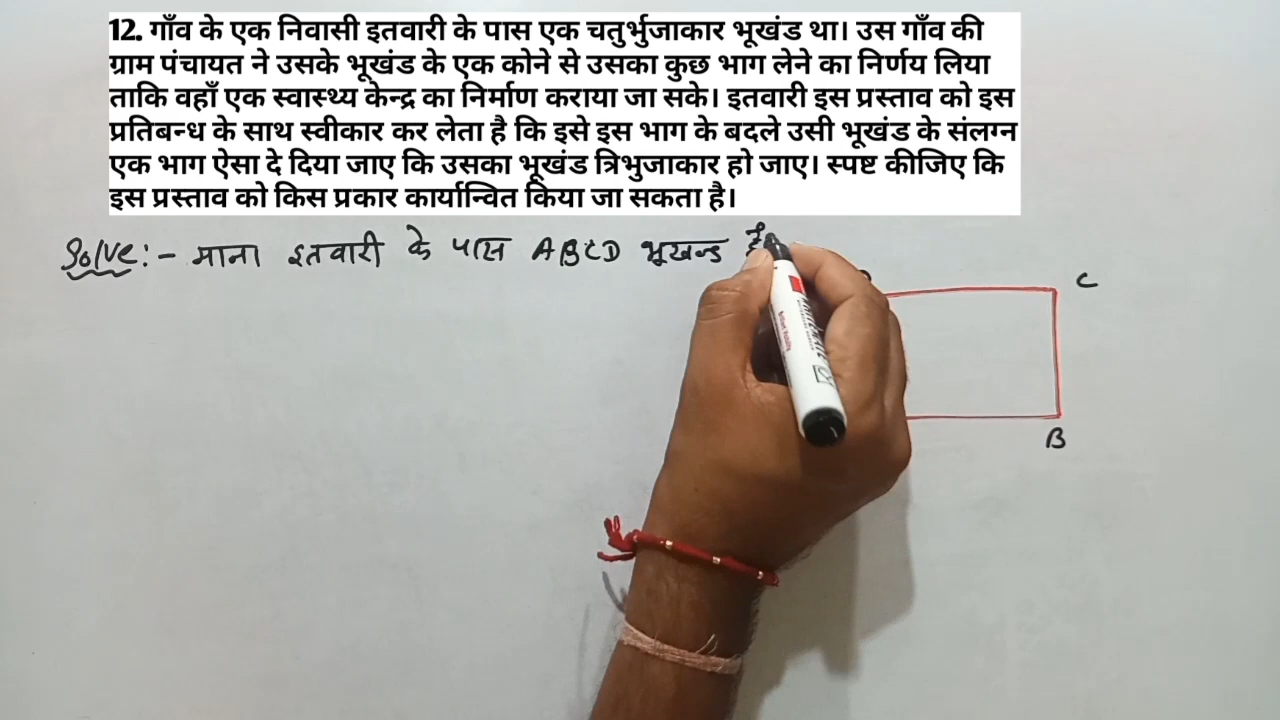 12. गाँव के एक निवासी इतवारी के पास एक चतुर्भुजाकार भूखंड था। उस गाँव की
ग्राम पंचायत ने उसके भूखंड के एक कोने से उसका कुछ भाग लेने का निर्णय लिया
ताकि वहाँ एक स्वास्थ्य केन्द्र का निर्माण कराया जा सके। इतवारी इस प्रस्ताव को इस
प्रतिबन्ध के साथ स्वीकार कर लेता है कि इसे इस भाग के बदले उसी भूखंड के संलग्न
एक भाग ऐसा दे दिया जाए कि उसका भूखंड त्रिभुजाकार हो जाए। स्पष्ट कीजिए कि
इस प्रस्ताव को किस प्रकार कार्यान्वित किया जा सकता है।
Solve:- माना इतवारी के पास ABCD भूखन्ड
C
B